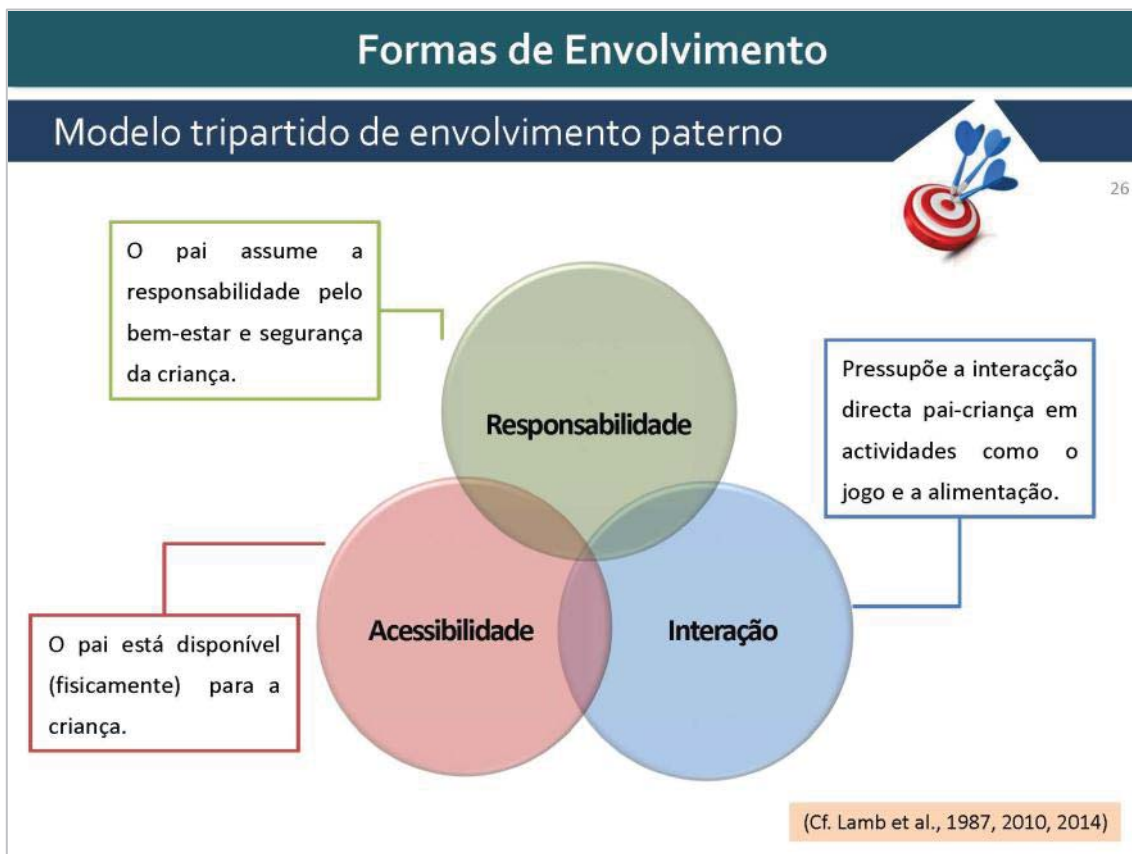 Formas de Envolvimento
Modelo tripartido de envolvimento paterno
26
O pai assume a
responsabilidade pelo
bem-estar e segurança
da criança.
Responsabilidade
Pressupõe a interacção
directa pai-criança em
actividades como o
jogo e a alimentação.
Acessibilidade
Interação
O pai está disponível
(fisicamente) para a
criança.
(Cf. Lamb et al., 1987, 2010, 2014)